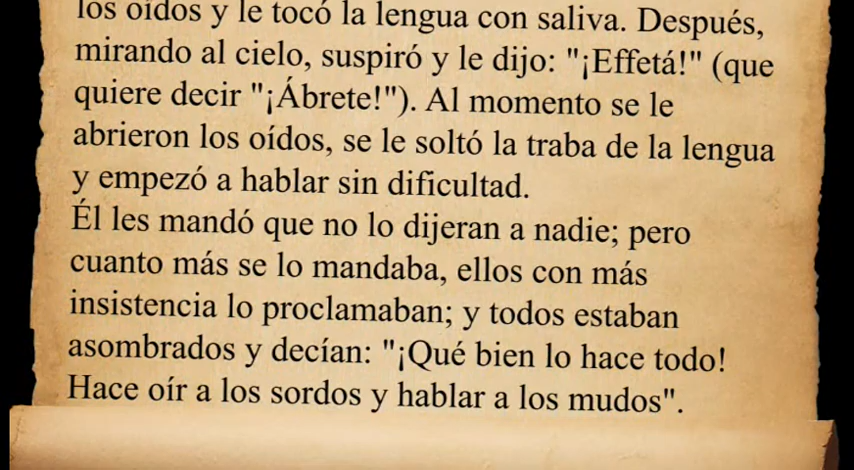 los oídos y le tocó la lengua con saliva. Después,
mirando al cielo, suspiró y le dijo: "¡Effetá!" (que
quiere decir "¡Ábrete!"). Al momento se le
abrieron los oídos, se le soltó la traba de la lengua
y empezó a hablar sin dificultad.
Él les mandó que no lo dijeran a nadie; pero
cuanto más se lo mandaba, ellos con más
insistencia lo proclamaban; y todos estaban
asombrados y decían: "¡Qué bien lo hace todo!
Hace oír a los sordos y hablar a los mudos".